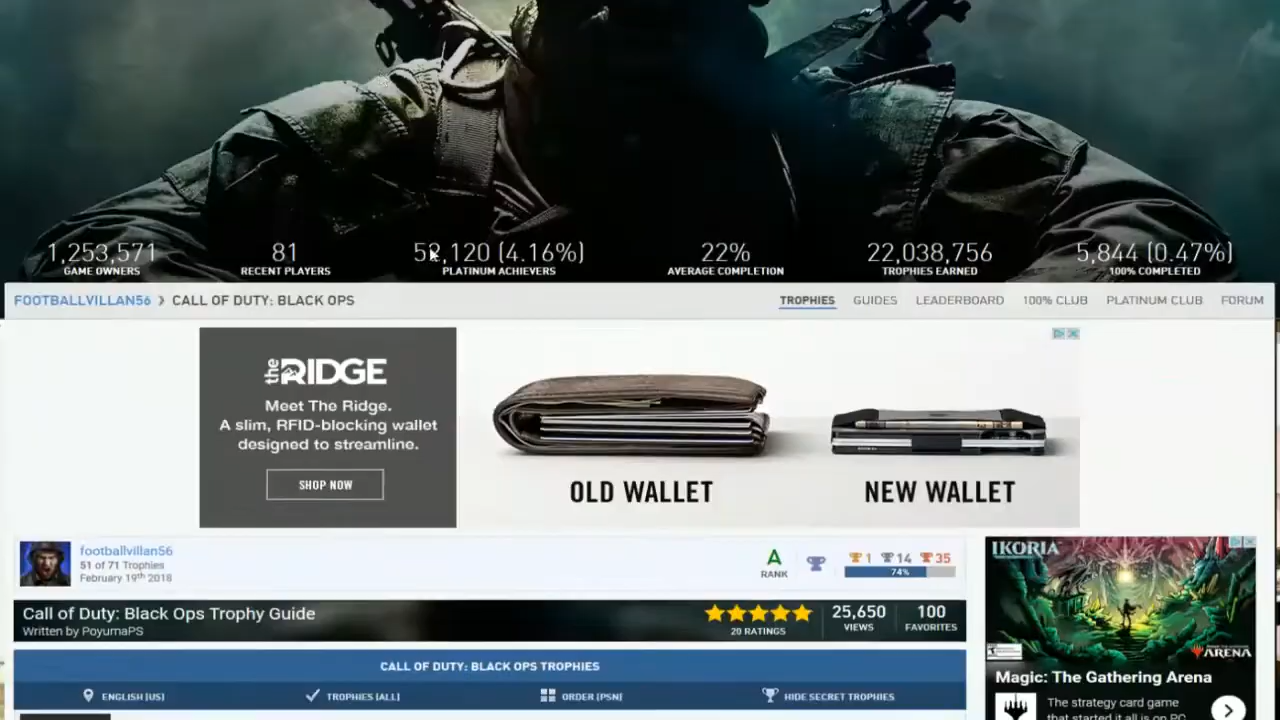 1,253,571
GAME OWNERS
81
RECENT PLAYERS
52,120 (4.16%)
PLATINUM ACHIEVERS
22%
AVERAGE COMPLETION
22,038,756
TROPHIES EARNED
5,844 (0.47%)
100% COMPLETED
FOOTBALLVILLAN56 > CALL OF DUTY: BLACK OPS
TROPHIES GUIDES LEADERBOARD 100% CLUB PLATINUM CLUB FORUM
the RIDGE
Meet The Ridge.
A slim, RFID-blocking wallet
designed to streamline.
SHOP NOW
OLD WALLET
NEW WALLET
footballvillan56
51 of 71 Trophies
February 19th 2018
A
RANK
1 14 35
74%
Call of Duty: Black Ops Trophy Guide
Written by PoyumaPS
20 RATINGS
25,650
VIEWS
100
FAVORITES
CALL OF DUTY: BLACK OPS TROPHIES
ENGLISH [US] TROPHIES [ALL] ORDER [PSN] HIDE SECRET TROPHIES
IKORIA
ARENA
Magic: The Gathering Arena
The strategy card game
that started it all is on PC